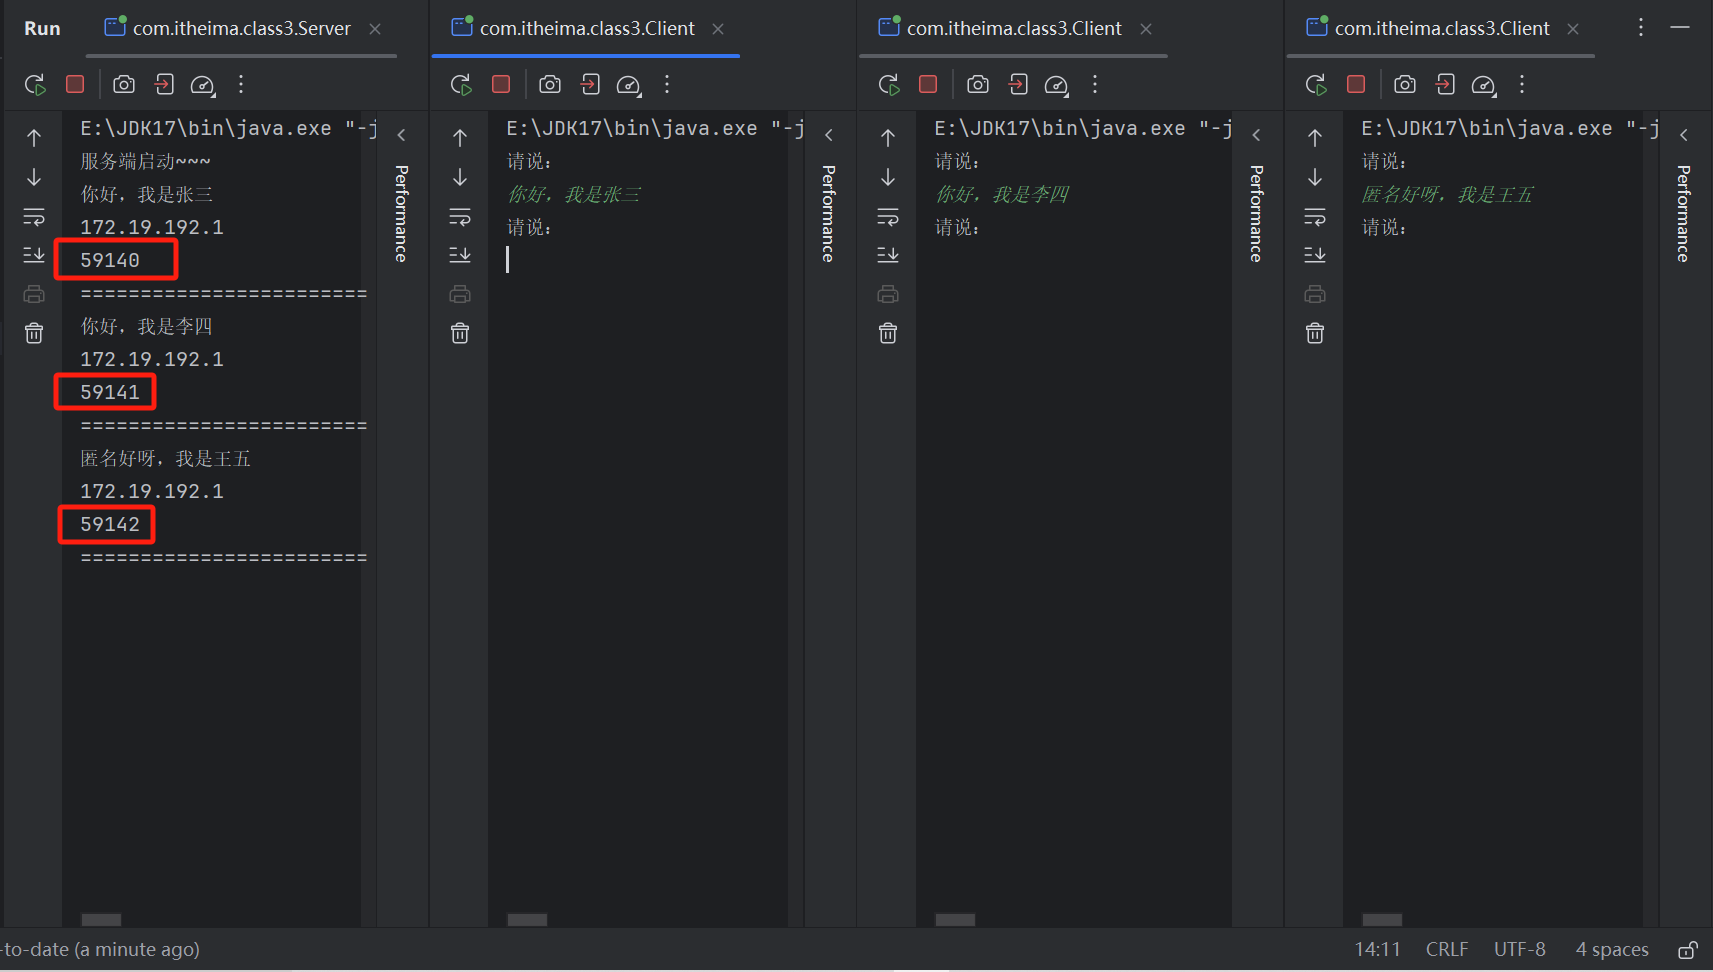 Run
com.itheima.class3.Server
com.itheima.class3.Client
com.itheima.class3.Client
com.itheima.class3.Client
E:\JDK17\bin\java.exe "-j
服务端启动~~~
你好，我是张三
172.19.192.1
59140
========================
你好，我是李四
172.19.192.1
59141
========================
匿名好呀，我是王五
172.19.192.1
59142
========================
Performance
E:\JDK17\bin\java.exe "-j
请说：
你好，我是张三
请说：
Performance
E:\JDK17\bin\java.exe "-j
请说：
你好，我是李四
请说：
Performance
E:\JDK17\bin\java.exe "-j
请说：
匿名好呀，我是王五
请说：
Performance
-to-date (a minute ago)
14:11 CRLF UTF-8 4 spaces